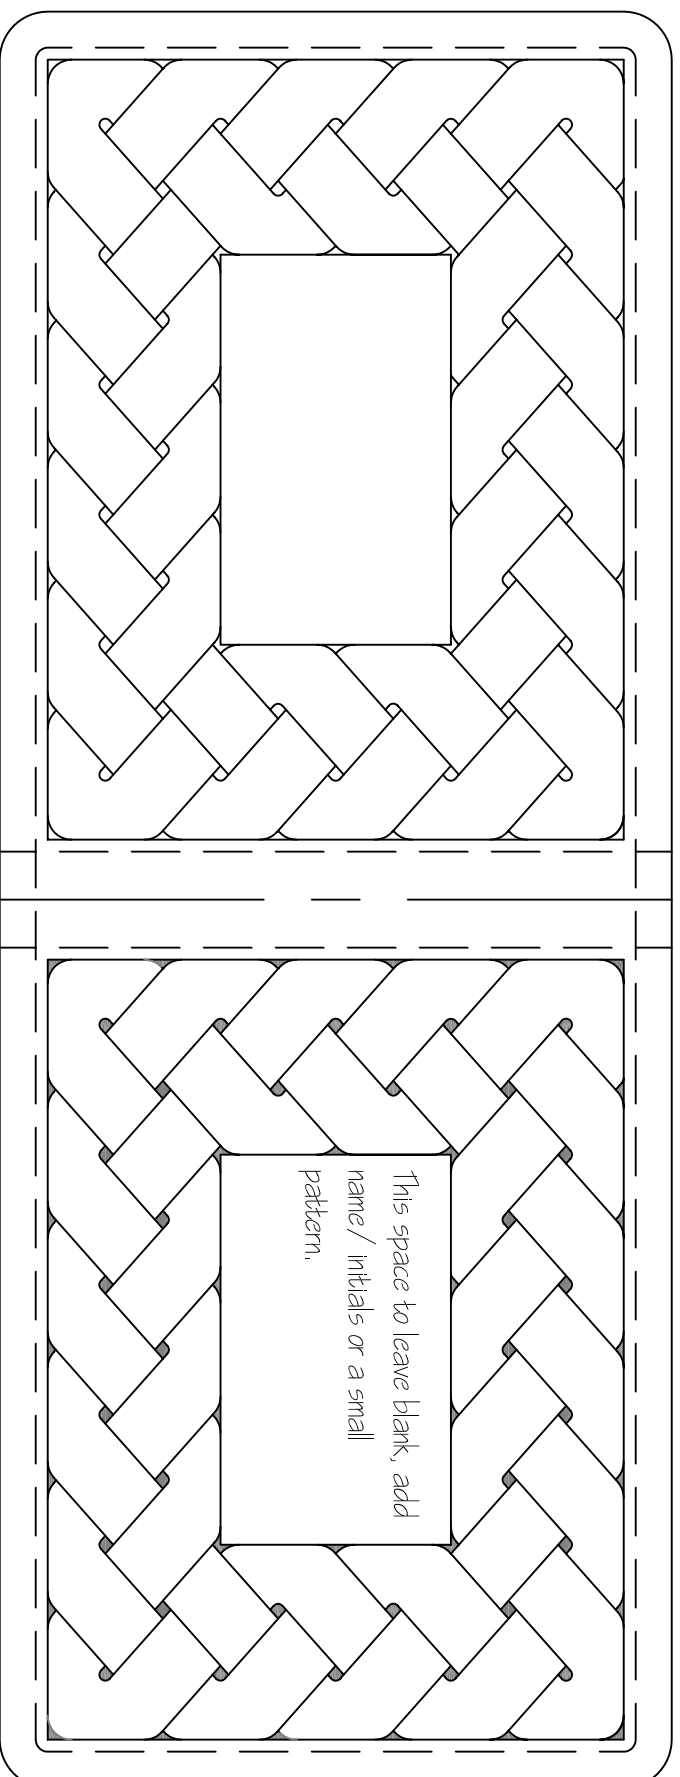 This space to leave blank, add
name/ initials or a small
pattern.